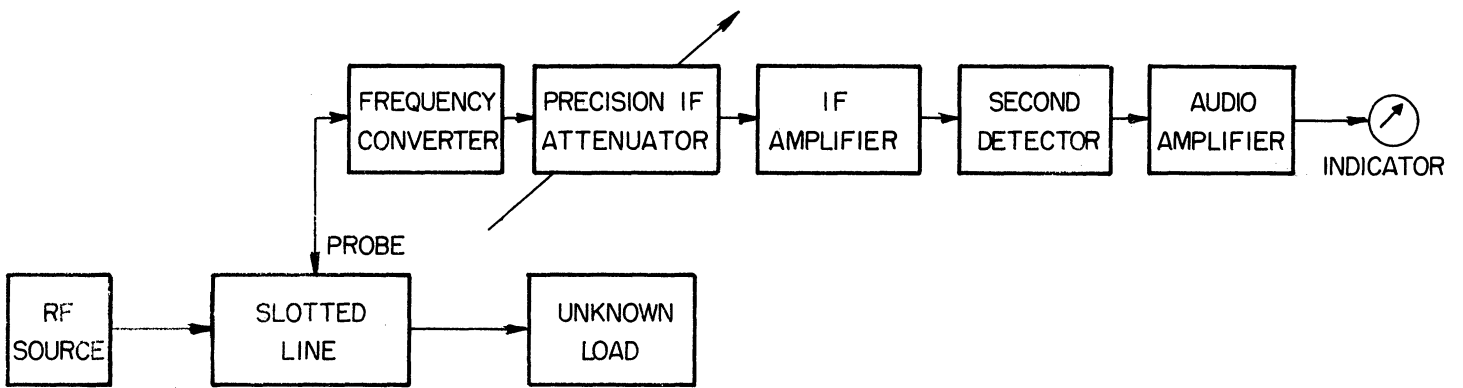 FREQUENCY
CONVERTER
PRECISION IF
ATTENUATOR
IF
AMPLIFIER
SECOND
DETECTOR
AUDIO
AMPLIFIER
INDICATOR
PROBE
RF
SOURCE
SLOTTED
LINE
UNKNOWN
LOAD